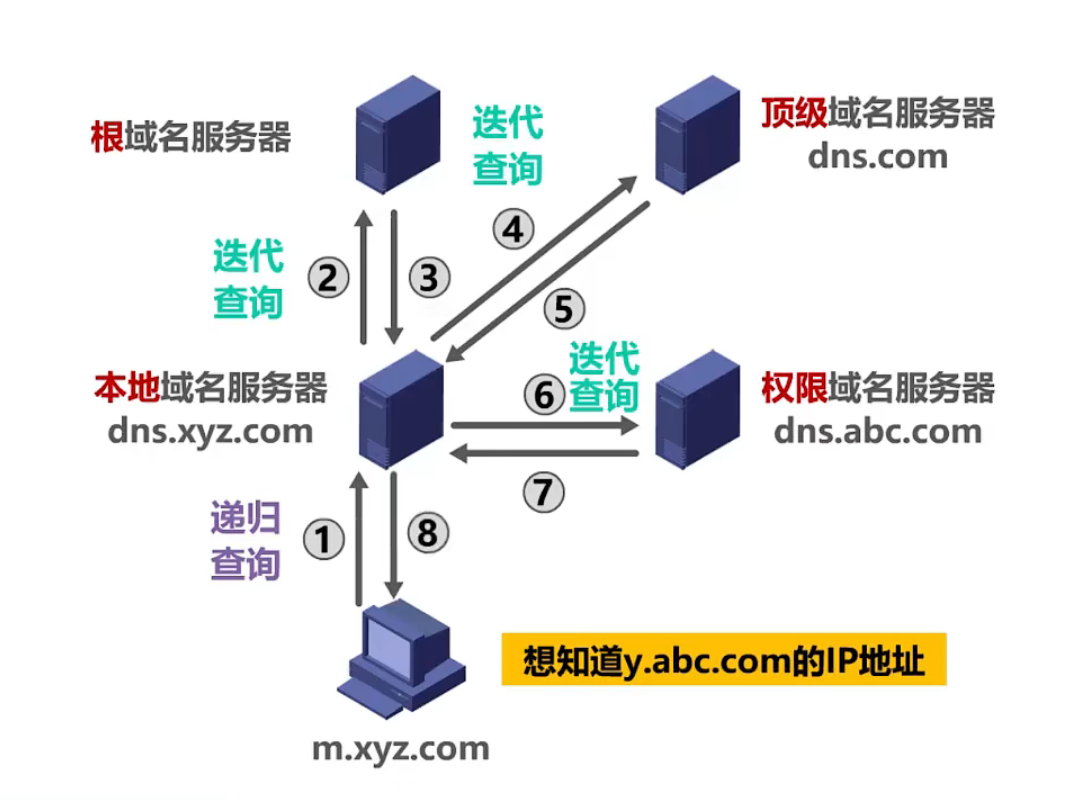 根域名服务器
迭代
查询
顶级域名服务器
dns.com
迭代
查询
②
③
④
⑤
本地域名服务器
dns.xyz.com
⑥
迭代
查询
权限域名服务器
dns.abc.com
⑦
递归
查询
①
⑧
想知道y.abc.com的IP地址
m.xyz.com